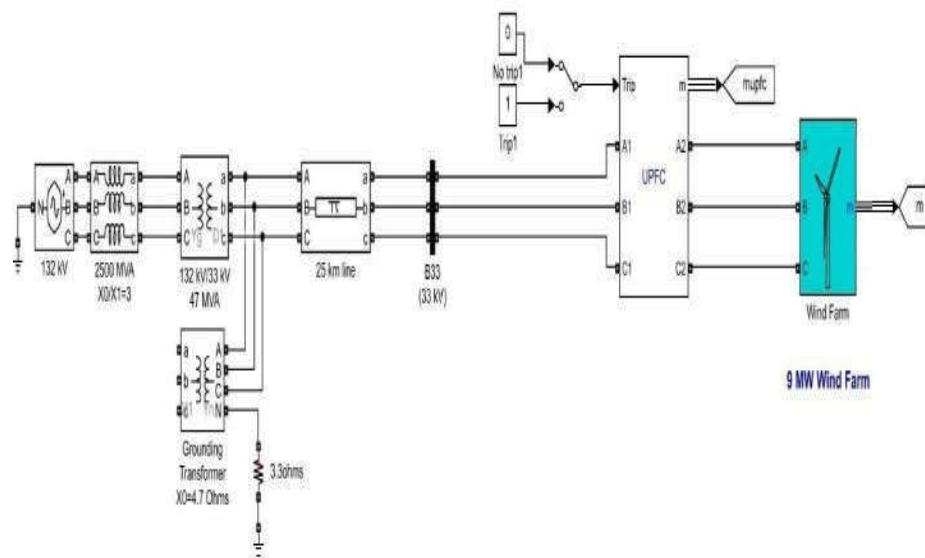 0
No trip1
1
Trip1
Trip
m
mupfc
A1
A2
UPFC
B1
B2
C1
C2
A
B
C
m
m
Wind Farm
9 MW Wind Farm
N
A
B
C
132 kV
A
B
C
a
b
c
2500 MVA
X0/X1=3
A
B
C
a
b
c
132 kV/33 kV
47 MVA
A
B
C
a
b
c
25 km line
a
b
c
B33
(33 kV)
a
b
A
B
C
N
Grounding
Transformer
X0=4.7 Ohms
3.3ohms